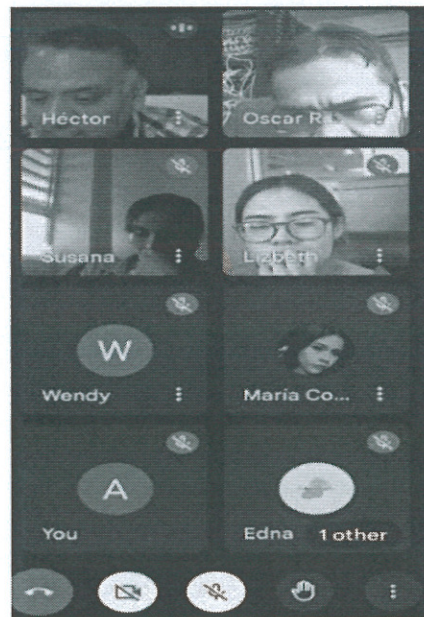 Héctor
Oscar R
Susana
Lizbeth
W
Wendy
María Co...
A
You
Edna
1 other